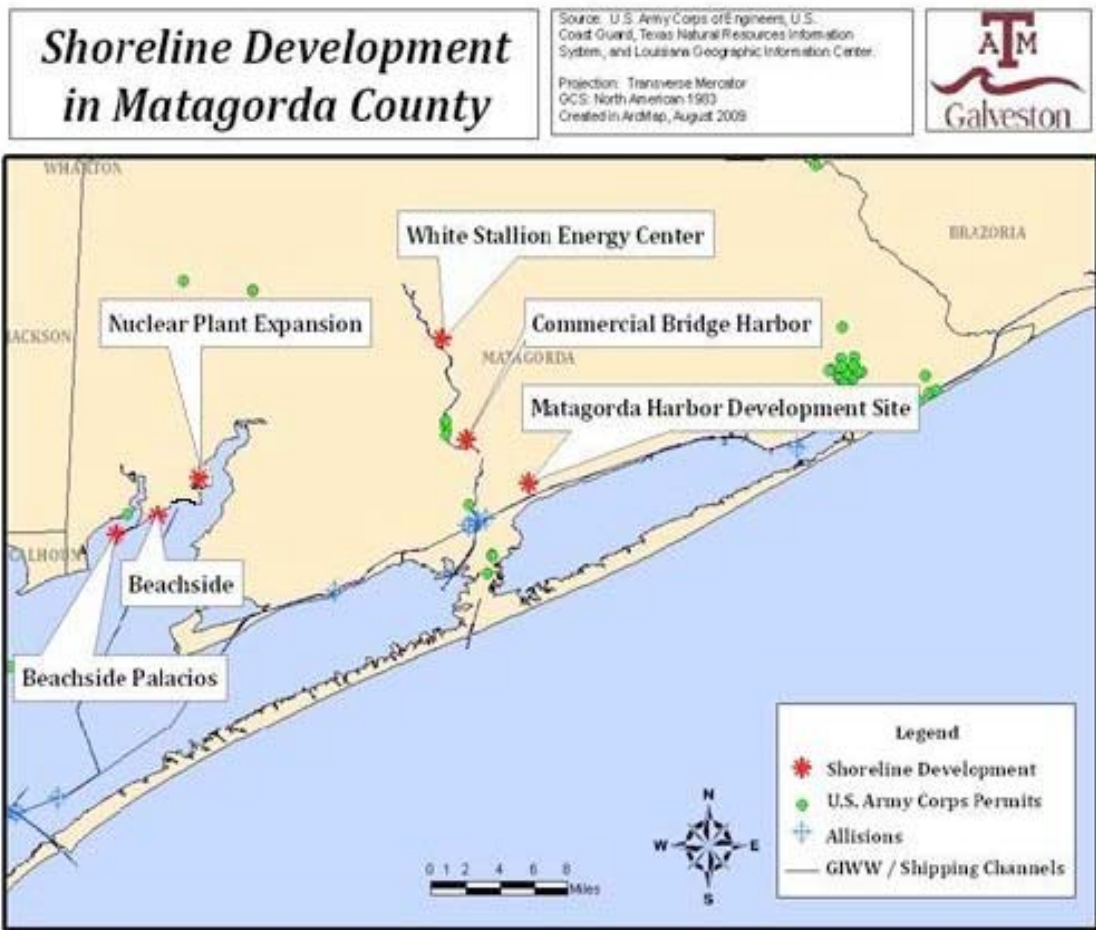 Shoreline Development
in Matagorda County
Source: U.S. Army Corps of Engineers, U.S.
Coast Guard, Texas Natural Resources Information
System, and Louisiana Geographic Information Center.
Projection: Transverse Mercator
GCS: North American 1983
Created in ArcMap, August 2009
ATM
Galveston
WHARTON
White Stallion Energy Center
BRAZORIA
Nuclear Plant Expansion
Commercial Bridge Harbor
JACKSON
MATAGORDA
Matagorda Harbor Development Site
CALHOUN
Beachside
Beachside Palacios
Legend
Shoreline Development
U.S. Army Corps Permits
Allisions
GIWW / Shipping Channels
N
W E
S
0 1 2 4 6 8
Miles